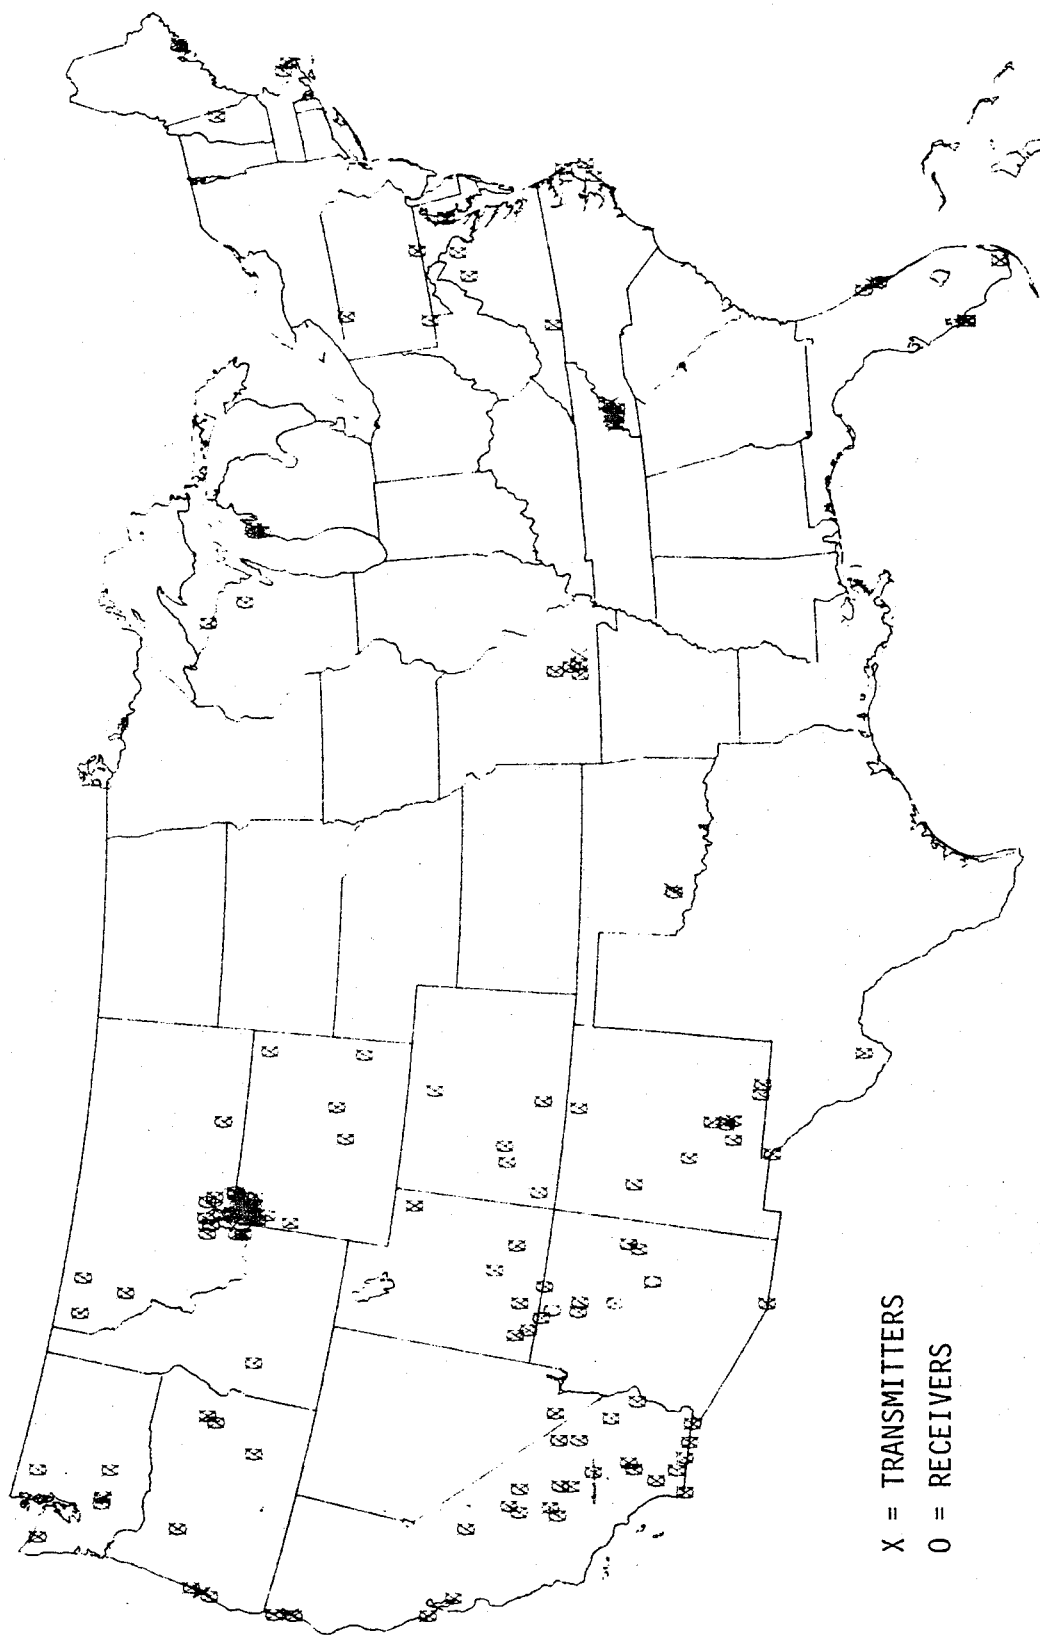 X = TRANSMITTERS
O = RECEIVERS